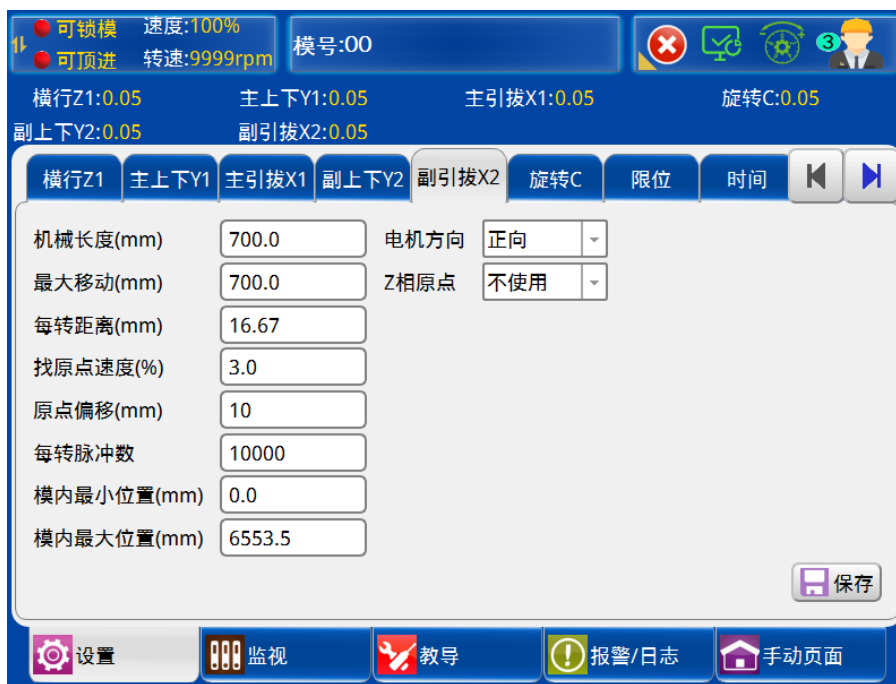 可锁模 速度:100%
可顶进 转速:9999rpm
模号:00
3
横行Z1:0.05 主上下Y1:0.05 主引拔X1:0.05 旋转C:0.05
副上下Y2:0.05 副引拔X2:0.05
横行Z1 主上下Y1 主引拔X1 副上下Y2 副引拔X2 旋转C 限位 时间
机械长度(mm) 700.0 电机方向 正向
最大移动(mm) 700.0 Z相原点 不使用
每转距离(mm) 16.67
找原点速度(%) 3.0
原点偏移(mm) 10
每转脉冲数 10000
模内最小位置(mm) 0.0
模内最大位置(mm) 6553.5
保存
设置 监视 教导 报警/日志 手动页面